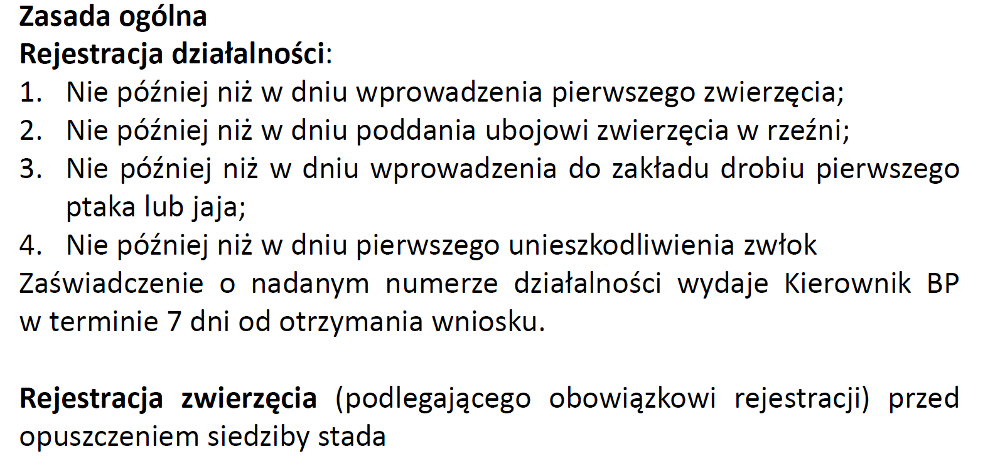 Zasada ogólna
Rejestracja działalności:
1. Nie później niż w dniu wprowadzenia pierwszego zwierzęcia;
2. Nie później niż w dniu poddania ubojowi zwierzęcia w rzeźni;
3. Nie później niż w dniu wprowadzenia do zakładu drobiu pierwszego
ptaka lub jaja;
4. Nie później niż w dniu pierwszego unieszkodliwienia zwłok
Zaświadczenie o nadanym numerze działalności wydaje Kierownik BP
w terminie 7 dni od otrzymania wniosku.
Rejestracja zwierzęcia (podlegającego obowiązkowi rejestracji) przed
opuszczeniem siedziby stada